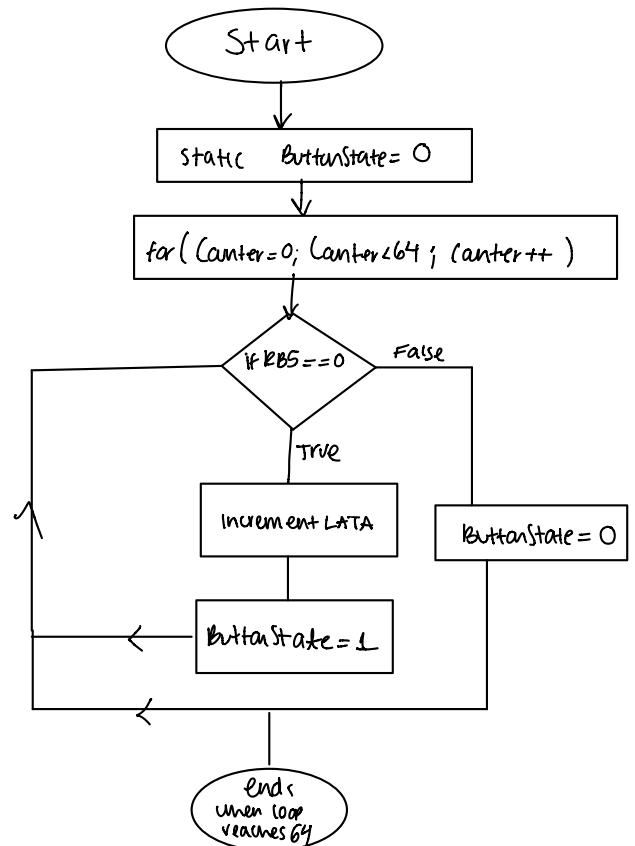 Start
static ButtonState = 0
for ( Counter=0; Counter<64 ; Counter++ )
if RB5==0
False
True
Increment LATA
ButtonState = 0
ButtonState = 1
ends
when loop
reaches 64